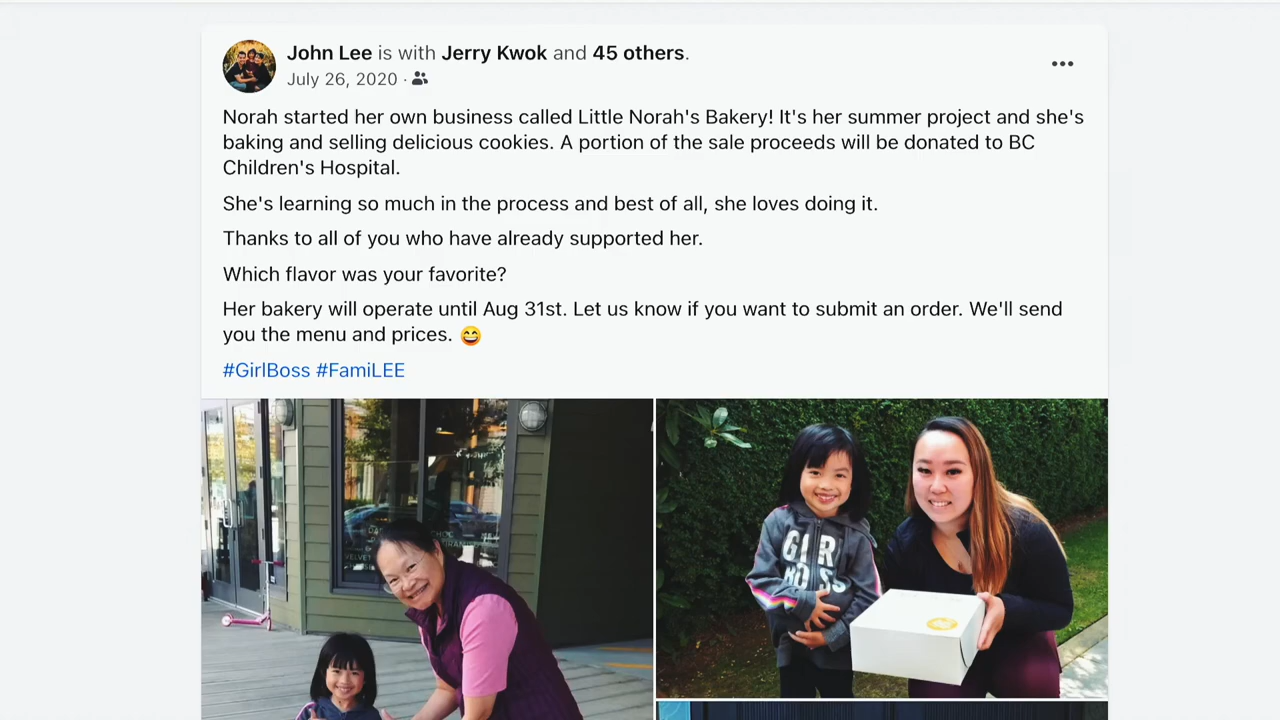 John Lee is with Jerry Kwok and 45 others.
July 26, 2020 ·
Norah started her own business called Little Norah's Bakery! It's her summer project and she's
baking and selling delicious cookies. A portion of the sale proceeds will be donated to BC
Children's Hospital.
She's learning so much in the process and best of all, she loves doing it.
Thanks to all of you who have already supported her.
Which flavor was your favorite?
Her bakery will operate until Aug 31st. Let us know if you want to submit an order. We'll send
you the menu and prices. 😄
#GirlBoss #FamiLEE
GIRL
BOSS